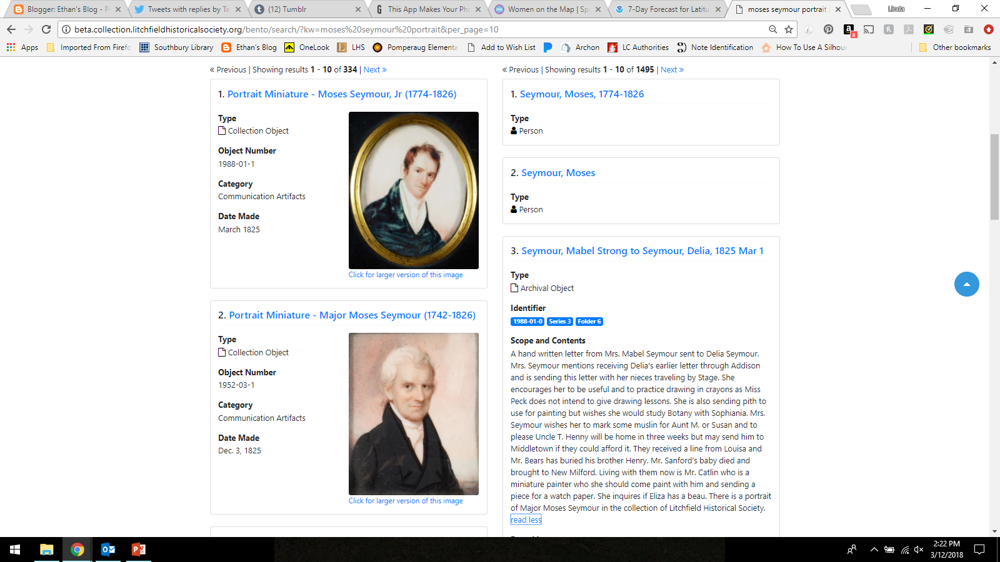 Blogger: Ethan's Blog - P
Tweets with replies by Ta
(12) Tumblr
This App Makes Your Pho
Women on the Map | Sp
7-Day Forecast for Latitu
moses seymour portrait |
Linda
beta.collection.litchfieldhistoricalsociety.org/bento/search/?kw=moses%20seymour%20portrait&per_page=10
Apps
Imported From Firefo
Southbury Library
Ethan's Blog
OneLook
LHS
Pomperaug Elementa
Add to Wish List
Archon
LC Authorities
Note Identification
How To Use A Silhou
Other bookmarks
« Previous | Showing results 1 - 10 of 334 | Next »
1. Portrait Miniature - Moses Seymour, Jr (1774-1826)
Type
Collection Object
Object Number
1988-01-1
Category
Communication Artifacts
Date Made
March 1825
Click for larger version of this image
2. Portrait Miniature - Major Moses Seymour (1742-1826)
Type
Collection Object
Object Number
1952-03-1
Category
Communication Artifacts
Date Made
Dec. 3, 1825
Click for larger version of this image
« Previous | Showing results 1 - 10 of 1495 | Next »
1. Seymour, Moses, 1774-1826
Type
Person
2. Seymour, Moses
Type
Person
3. Seymour, Mabel Strong to Seymour, Delia, 1825 Mar 1
Type
Archival Object
Identifier
1988-01-0 Series 3 Folder 6
Scope and Contents
A hand written letter from Mrs. Mabel Seymour sent to Delia Seymour.
Mrs. Seymour mentions receiving Delia's earlier letter through Addison
and is sending this letter with her nieces traveling by Stage. She
encourages her to be useful and to practice drawing in crayons as Miss
Peck does not intend to give drawing lessons. She is also sending pith to
use for painting but wishes she would study Botany with Sophiania. Mrs.
Seymour wishes her to mark some muslin for Aunt M. or Susan and to
please Uncle T. Henny will be home in three weeks but may send him to
Middletown if they could afford it. They received a line from Louisa and
Mr. Bears has buried his brother Henry. Mr. Sanford's baby died and
brought to New Milford. Living with them now is Mr. Catlin who is a
miniature painter who she should come paint with him and sending a
piece for a watch paper. She inquires if Eliza has a beau. There is a portrait
of Major Moses Seymour in the collection of Litchfield Historical Society.
read less
2:22 PM
3/12/2018